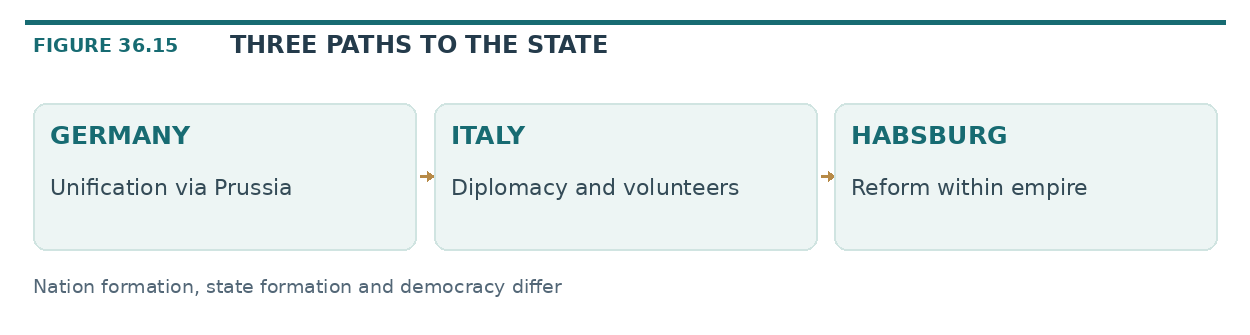 FIGURE 36.15 THREE PATHS TO THE STATE
GERMANY
Unification via Prussia
ITALY
Diplomacy and volunteers
HABSBURG
Reform within empire
Nation formation, state formation and democracy differ